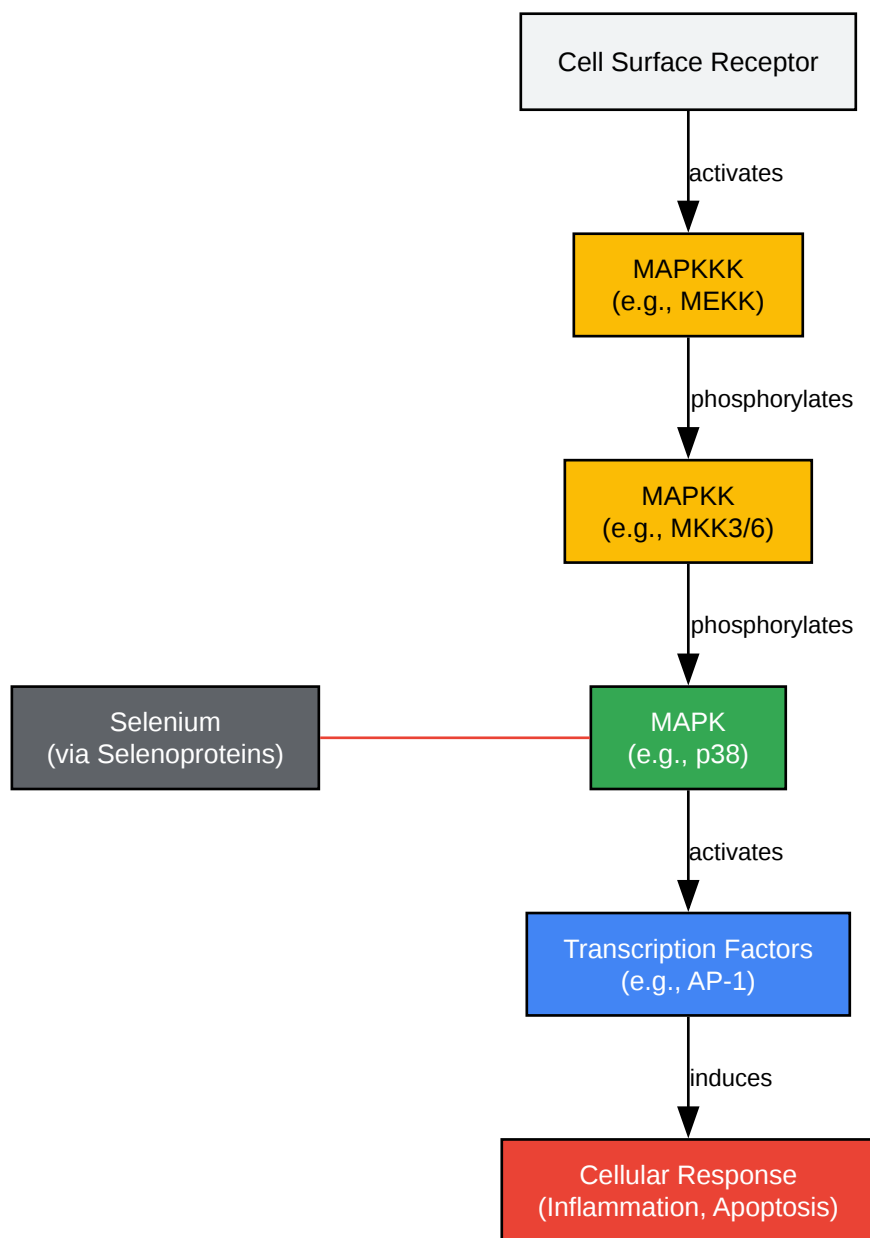 Cell Surface Receptor
activates
MAPKKK
(e.g., MEKK)
phosphorylates
MAPKK
(e.g., MKK3/6)
phosphorylates
Selenium
(via Selenoproteins)
MAPK
(e.g., p38)
activates
Transcription Factors
(e.g., AP-1)
induces
Cellular Response
(Inflammation, Apoptosis)